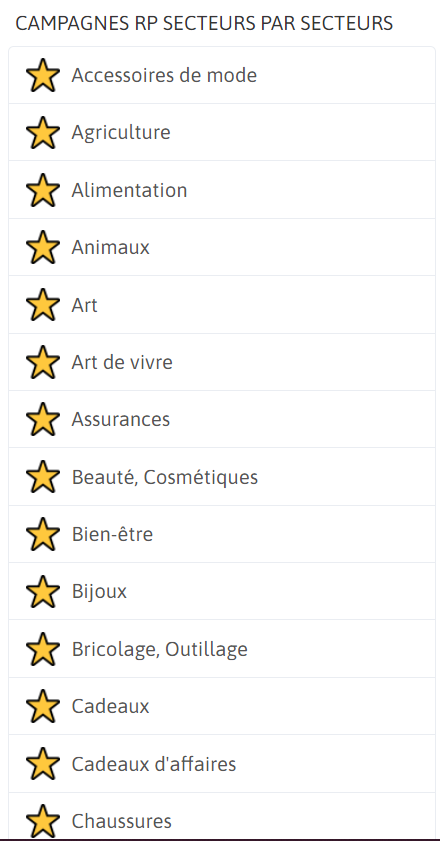 CAMPAGNES RP SECTEURS PAR SECTEURS
Accessoires de mode
Agriculture
Alimentation
Animaux
Art
Art de vivre
Assurances
Beauté, Cosmétiques
Bien-être
Bijoux
Bricolage, Outillage
Cadeaux
Cadeaux d'affaires
Chaussures